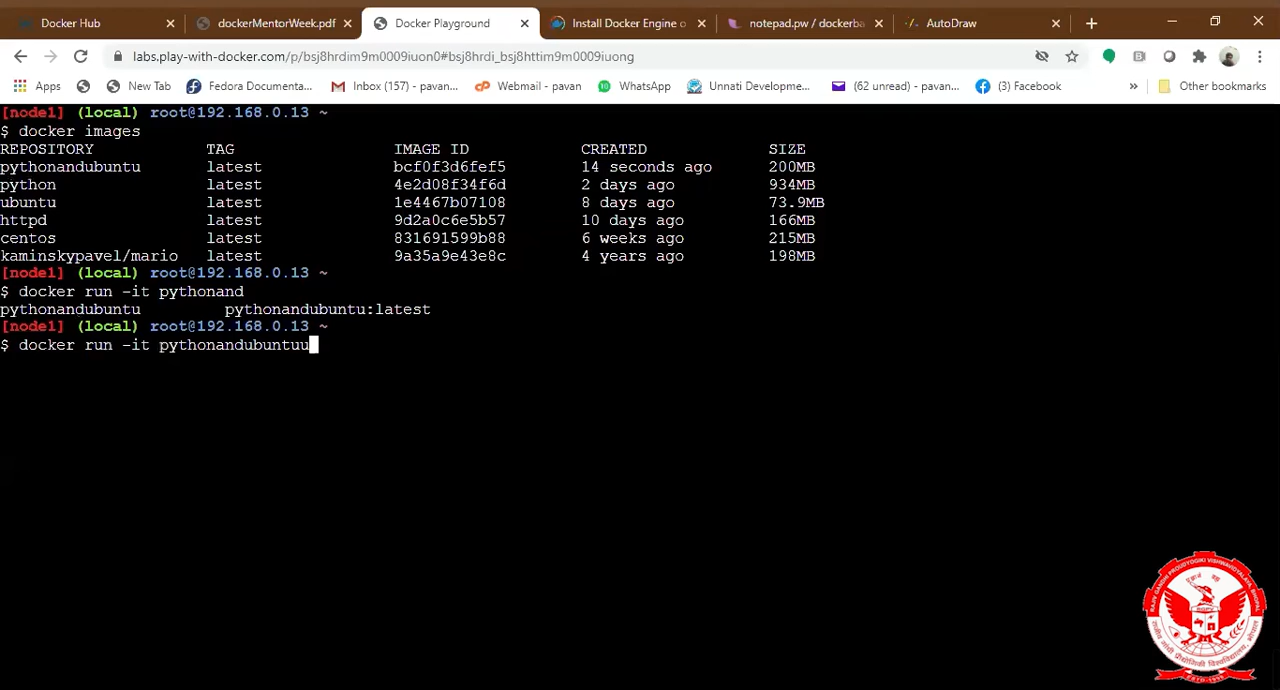 Docker Hub
dockerMentorWeek.pdf
Docker Playground
Install Docker Engine o
notepad.pw / dockerba
AutoDraw
labs.play-with-docker.com/p/bsj8hrdim9m0009iuon0#bsj8hrdi_bsj8httim9m0009iuong
Apps
New Tab
Fedora Documenta...
Inbox (157) - pavan...
Webmail - pavan...
WhatsApp
Unnati Developme...
(62 unread) - pavan...
(3) Facebook
Other bookmarks
[node1] (local) root@192.168.0.13 ~
$ docker images
REPOSITORY TAG IMAGE ID CREATED SIZE
pythonandubuntu latest bcf0f3d6fef5 14 seconds ago 200MB
python latest 4e2d08f34f6d 2 days ago 934MB
ubuntu latest 1e4467b07108 8 days ago 73.9MB
httpd latest 9d2a0c6e5b57 10 days ago 166MB
centos latest 831691599b88 6 weeks ago 215MB
kaminskypavel/mario latest 9a35a9e43e8c 4 years ago 198MB
[node1] (local) root@192.168.0.13 ~
$ docker run -it pythonand
pythonandubuntu pythonandubuntu:latest
[node1] (local) root@192.168.0.13 ~
$ docker run -it pythonandubuntuu
RAJIV GANDHI PROUDYOGIKI VISHWAVIDYALAYA, BHOPAL